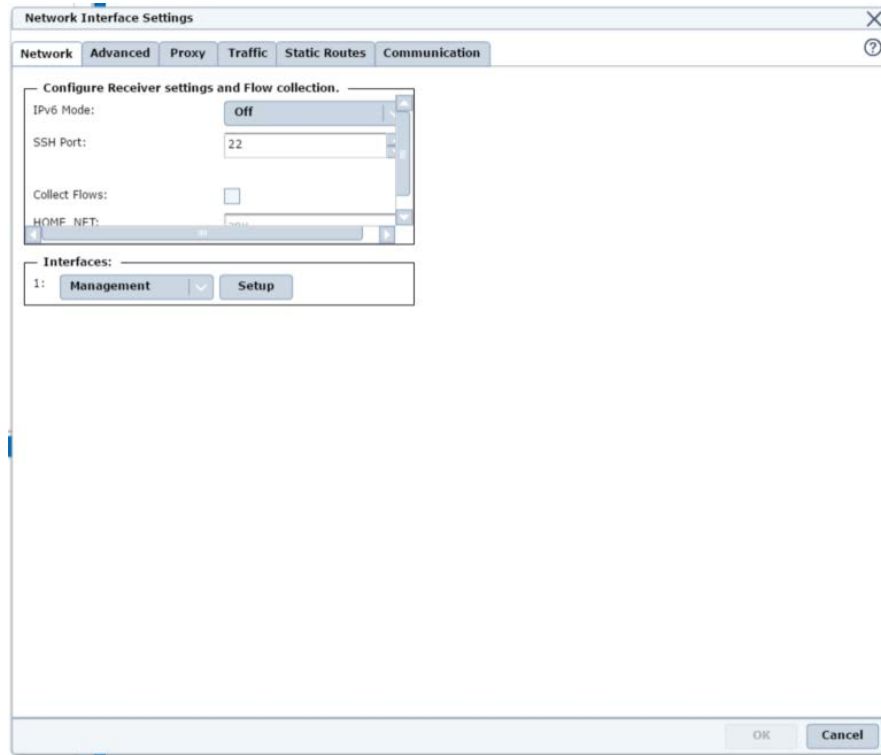 Network Interface Settings
Network Advanced Proxy Traffic Static Routes Communication
Configure Receiver settings and Flow collection.
IPv6 Mode: Off
SSH Port: 22
Collect Flows:
HOME_NET:
Interfaces:
1: Management Setup
OK Cancel